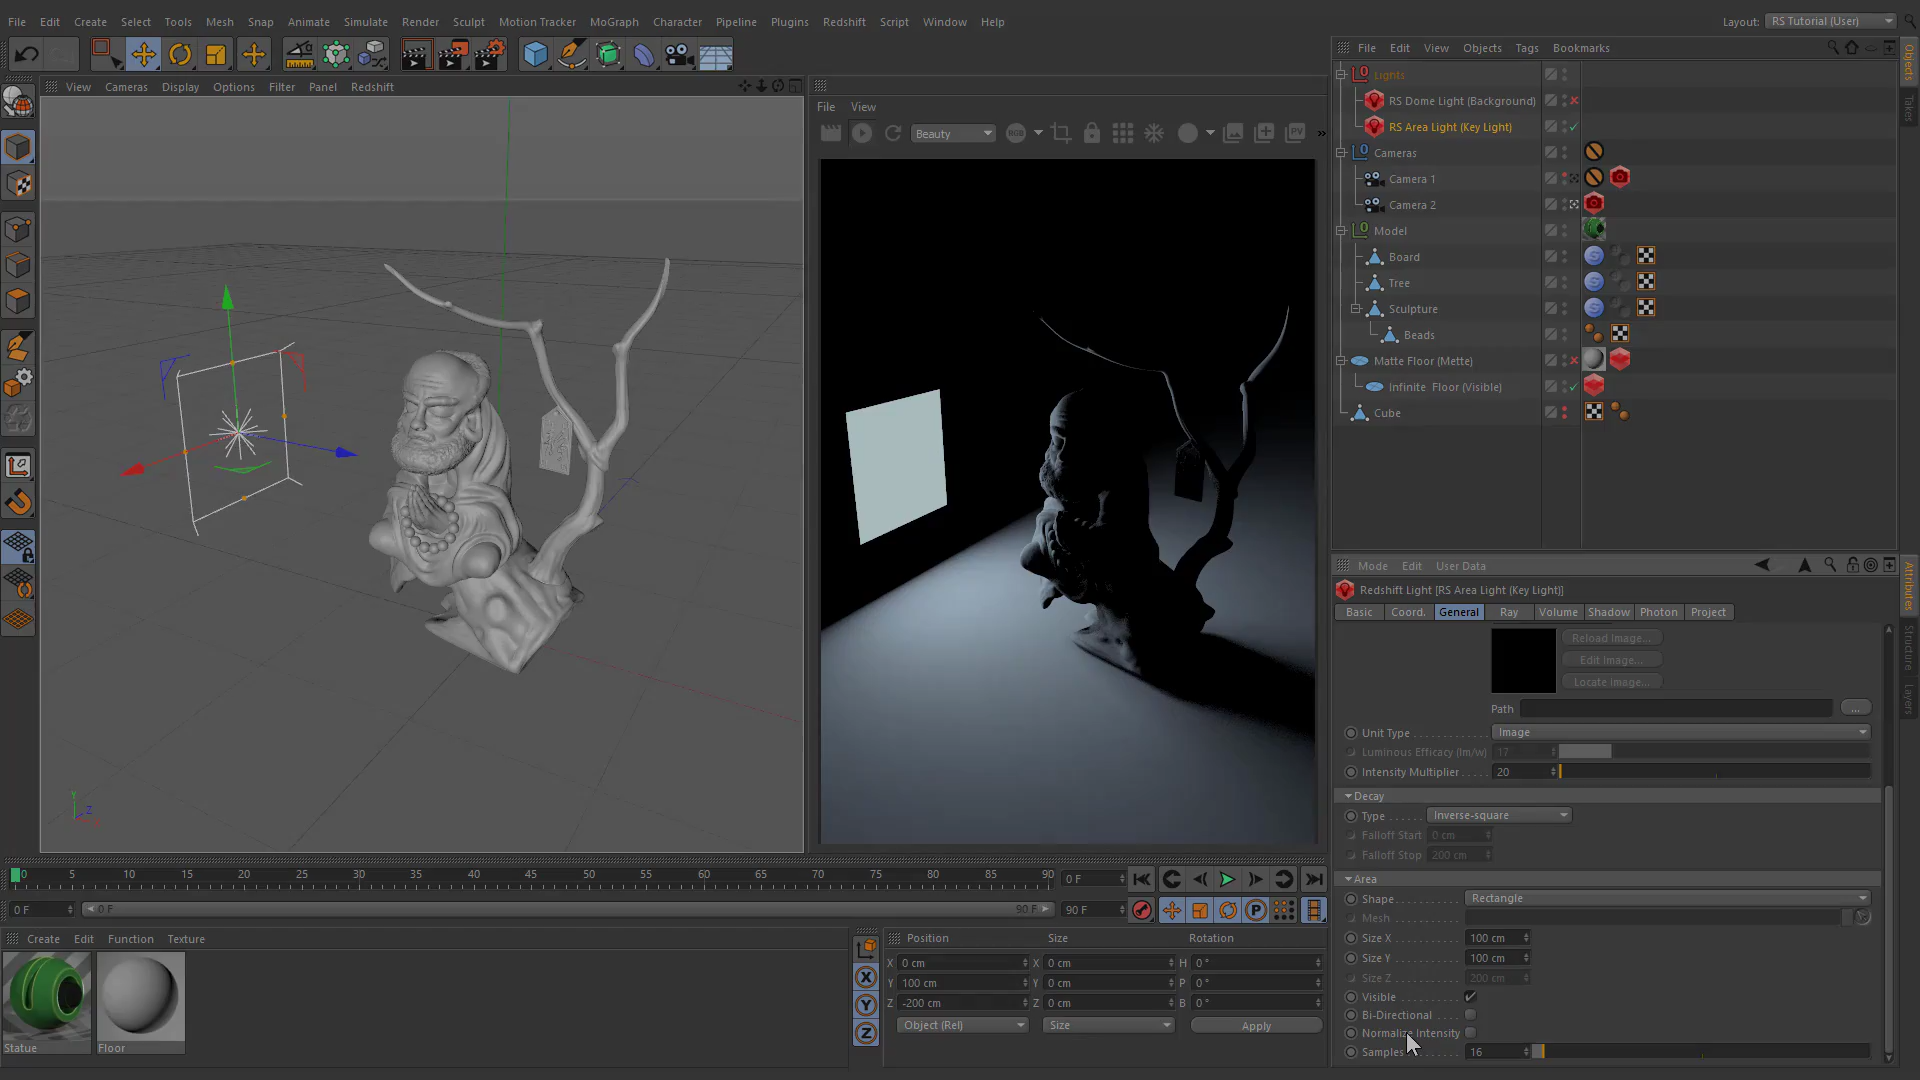 File Edit Create Select Tools Mesh Snap Animate Simulate Render Sculpt Motion Tracker MoGraph Character Pipeline Plugins Redshift Script Window Help Layout: RS Tutorial (User)
View Cameras Display Options Filter Panel Redshift
File View
Beauty
RGB
PV
File Edit View Objects Tags Bookmarks
Lights
RS Dome Light (Background)
RS Area Light (Key Light)
Cameras
Camera 1
Camera 2
Model
Board
Tree
Sculpture
Beads
Matte Floor (Mette)
Infinite Floor (Visible)
Cube
Objects
Takes
Mode Edit User Data
Redshift Light [RS Area Light (Key Light)]
Basic Coord. General Ray Volume Shadow Photon Project
Reload Image...
Edit Image...
Locate Image...
Path ...
Unit Type Image
Luminous Efficacy (lm/w) 17
Intensity Multiplier 20
Decay
Type Inverse-square
Falloff Start 0 cm
Falloff Stop 200 cm
Area
Shape Rectangle
Mesh
Size X 100 cm
Size Y 100 cm
Size Z 200 cm
Visible
Bi-Directional
Normalize Intensity
Samples 16
Attributes
Structure
Layers
Y
Z
0 5 10 15 20 25 30 35 40 45 50 55 60 65 70 75 80 85 90 0 F
0 F 0 F 90 F 90 F
P
Create Edit Function Texture
Statue Floor
Position Size Rotation
X 0 cm X 0 cm H 0 °
Y 100 cm Y 0 cm P 0 °
Z -200 cm Z 0 cm B 0 °
Object (Rel) Size Apply
X
Y
Z